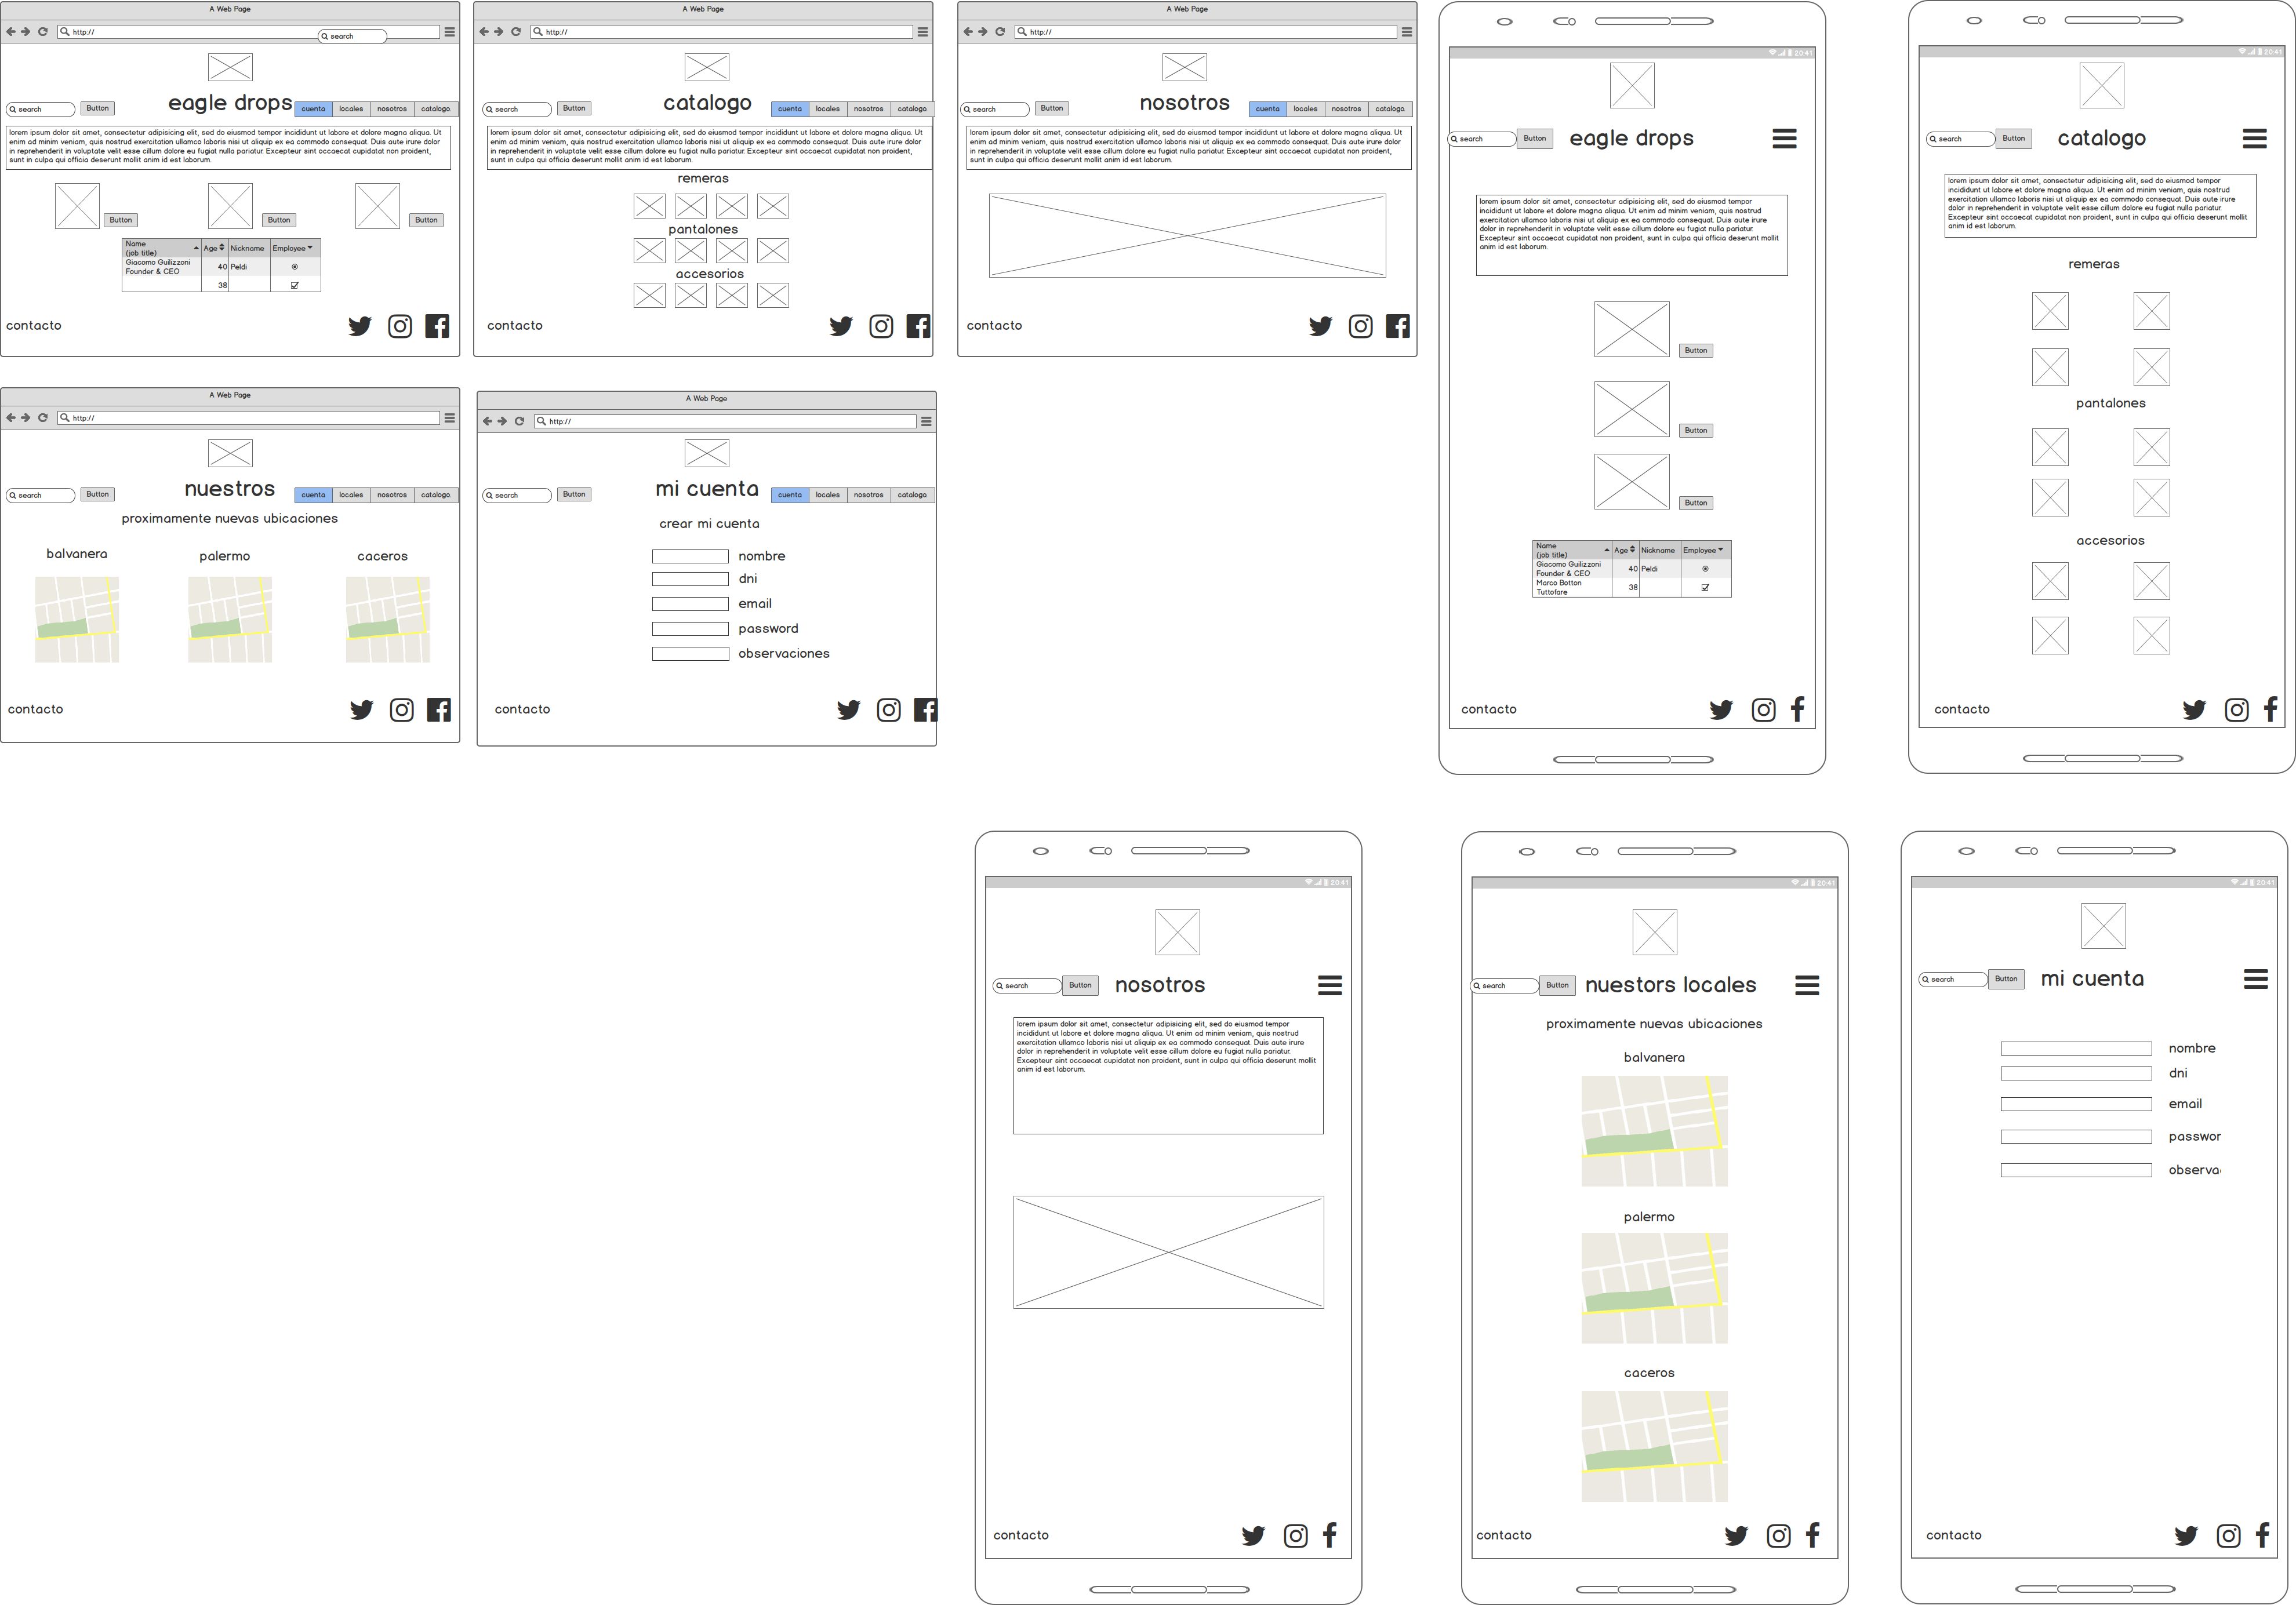 A Web Page
http://
search
eagle drops
search
Button
cuenta locales nosotros catalogo
lorem ipsum dolor sit amet, consectetur adipisicing elit, sed do eiusmod tempor incididunt ut labore et dolore magna aliqua. Ut
enim ad minim veniam, quis nostrud exercitation ullamco laboris nisi ut aliquip ex ea commodo consequat. Duis aute irure dolor
in reprehenderit in voluptate velit esse cillum dolore eu fugiat nulla pariatur. Excepteur sint occaecat cupidatat non proident,
sunt in culpa qui officia deserunt mollit anim id est laborum.
Button
Button
Button
Name
(job title) Age Nickname Employee
Giacomo Guilizzoni
Founder & CEO 40 Peldi
38
contacto
A Web Page
http://
search
Button
catalogo
cuenta locales nosotros catalogo
lorem ipsum dolor sit amet, consectetur adipisicing elit, sed do eiusmod tempor incididunt ut labore et dolore magna aliqua. Ut
enim ad minim veniam, quis nostrud exercitation ullamco laboris nisi ut aliquip ex ea commodo consequat. Duis aute irure dolor
in reprehenderit in voluptate velit esse cillum dolore eu fugiat nulla pariatur. Excepteur sint occaecat cupidatat non proident,
sunt in culpa qui officia deserunt mollit anim id est laborum.
remeras
pantalones
accesorios
contacto
A Web Page
http://
search
Button
nosotros
cuenta locales nosotros catalogo
lorem ipsum dolor sit amet, consectetur adipisicing elit, sed do eiusmod tempor incididunt ut labore et dolore magna aliqua. Ut
enim ad minim veniam, quis nostrud exercitation ullamco laboris nisi ut aliquip ex ea commodo consequat. Duis aute irure dolor
in reprehenderit in voluptate velit esse cillum dolore eu fugiat nulla pariatur. Excepteur sint occaecat cupidatat non proident,
sunt in culpa qui officia deserunt mollit anim id est laborum.
contacto
20:41
search
Button
eagle drops
lorem ipsum dolor sit amet, consectetur adipisicing elit, sed do eiusmod tempor
incididunt ut labore et dolore magna aliqua. Ut enim ad minim veniam, quis nostrud
exercitation ullamco laboris nisi ut aliquip ex ea commodo consequat. Duis aute irure
dolor in reprehenderit in voluptate velit esse cillum dolore eu fugiat nulla pariatur.
Excepteur sint occaecat cupidatat non proident, sunt in culpa qui officia deserunt mollit
anim id est laborum.
Button
Button
Button
Name
(job title) Age Nickname Employee
Giacomo Guilizzoni
Founder & CEO 40 Peldi
Marco Botton
Tuttofare 38
contacto
20:41
search
Button
catalogo
lorem ipsum dolor sit amet, consectetur adipisicing elit, sed do eiusmod tempor
incididunt ut labore et dolore magna aliqua. Ut enim ad minim veniam, quis nostrud
exercitation ullamco laboris nisi ut aliquip ex ea commodo consequat. Duis aute irure
dolor in reprehenderit in voluptate velit esse cillum dolore eu fugiat nulla pariatur.
Excepteur sint occaecat cupidatat non proident, sunt in culpa qui officia deserunt mollit
anim id est laborum.
remeras
pantalones
accesorios
contacto
A Web Page
http://
search
Button
nuestros
cuenta locales nosotros catalogo
proximamente nuevas ubicaciones
balvanera
palermo
caceros
contacto
A Web Page
http://
search
Button
mi cuenta
cuenta locales nosotros catalogo
crear mi cuenta
nombre
dni
email
password
observaciones
contacto
20:41
search
Button
nosotros
lorem ipsum dolor sit amet, consectetur adipisicing elit, sed do eiusmod tempor
incididunt ut labore et dolore magna aliqua. Ut enim ad minim veniam, quis nostrud
exercitation ullamco laboris nisi ut aliquip ex ea commodo consequat. Duis aute irure
dolor in reprehenderit in voluptate velit esse cillum dolore eu fugiat nulla pariatur.
Excepteur sint occaecat cupidatat non proident, sunt in culpa qui officia deserunt mollit
anim id est laborum.
contacto
20:41
search
Button
nuestors locales
proximamente nuevas ubicaciones
balvanera
palermo
caceros
contacto
20:41
search
Button
mi cuenta
nombre
dni
email
passwor
observa
contacto